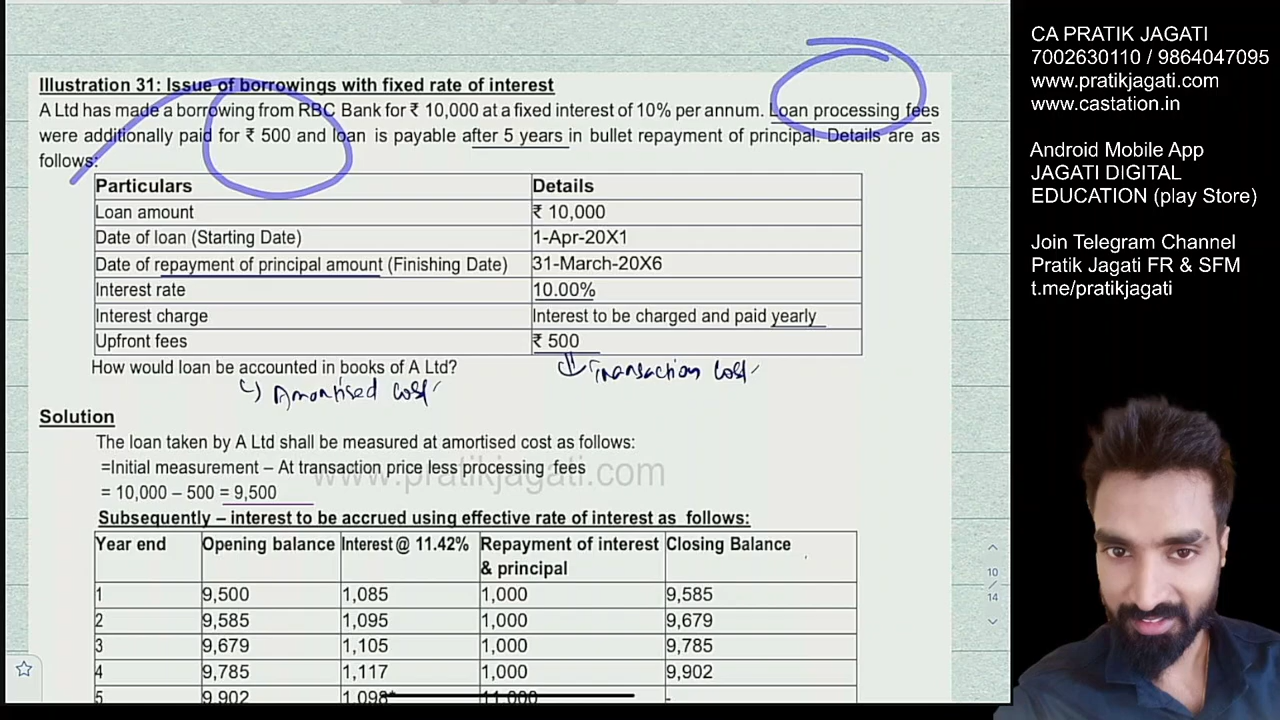 Illustration 31: Issue of borrowings with fixed rate of interest
A Ltd has made a borrowing from RBC Bank for ₹ 10,000 at a fixed interest of 10% per annum. Loan processing fees
were additionally paid for ₹ 500 and loan is payable after 5 years in bullet repayment of principal. Details are as
follows:
Particulars Details
Loan amount ₹ 10,000
Date of loan (Starting Date) 1-Apr-20X1
Date of repayment of principal amount (Finishing Date) 31-March-20X6
Interest rate 10.00%
Interest charge Interest to be charged and paid yearly
Upfront fees ₹ 500
How would loan be accounted in books of A Ltd?
Transaction cost
Amortised cost
Solution
The loan taken by A Ltd shall be measured at amortised cost as follows:
=Initial measurement – At transaction price less processing fees
www.pratikjagati.com
= 10,000 – 500 = 9,500
Subsequently – interest to be accrued using effective rate of interest as follows:
Year end Opening balance Interest @ 11.42% Repayment of interest Closing Balance
& principal
1 9,500 1,085 1,000 9,585
2 9,585 1,095 1,000 9,679
3 9,679 1,105 1,000 9,785
4 9,785 1,117 1,000 9,902
5 9,902 1,098* 11,000 -
10
/
14
CA PRATIK JAGATI
7002630110 / 9864047095
www.pratikjagati.com
www.castation.in
Android Mobile App
JAGATI DIGITAL
EDUCATION (play Store)
Join Telegram Channel
Pratik Jagati FR & SFM
t.me/pratikjagati